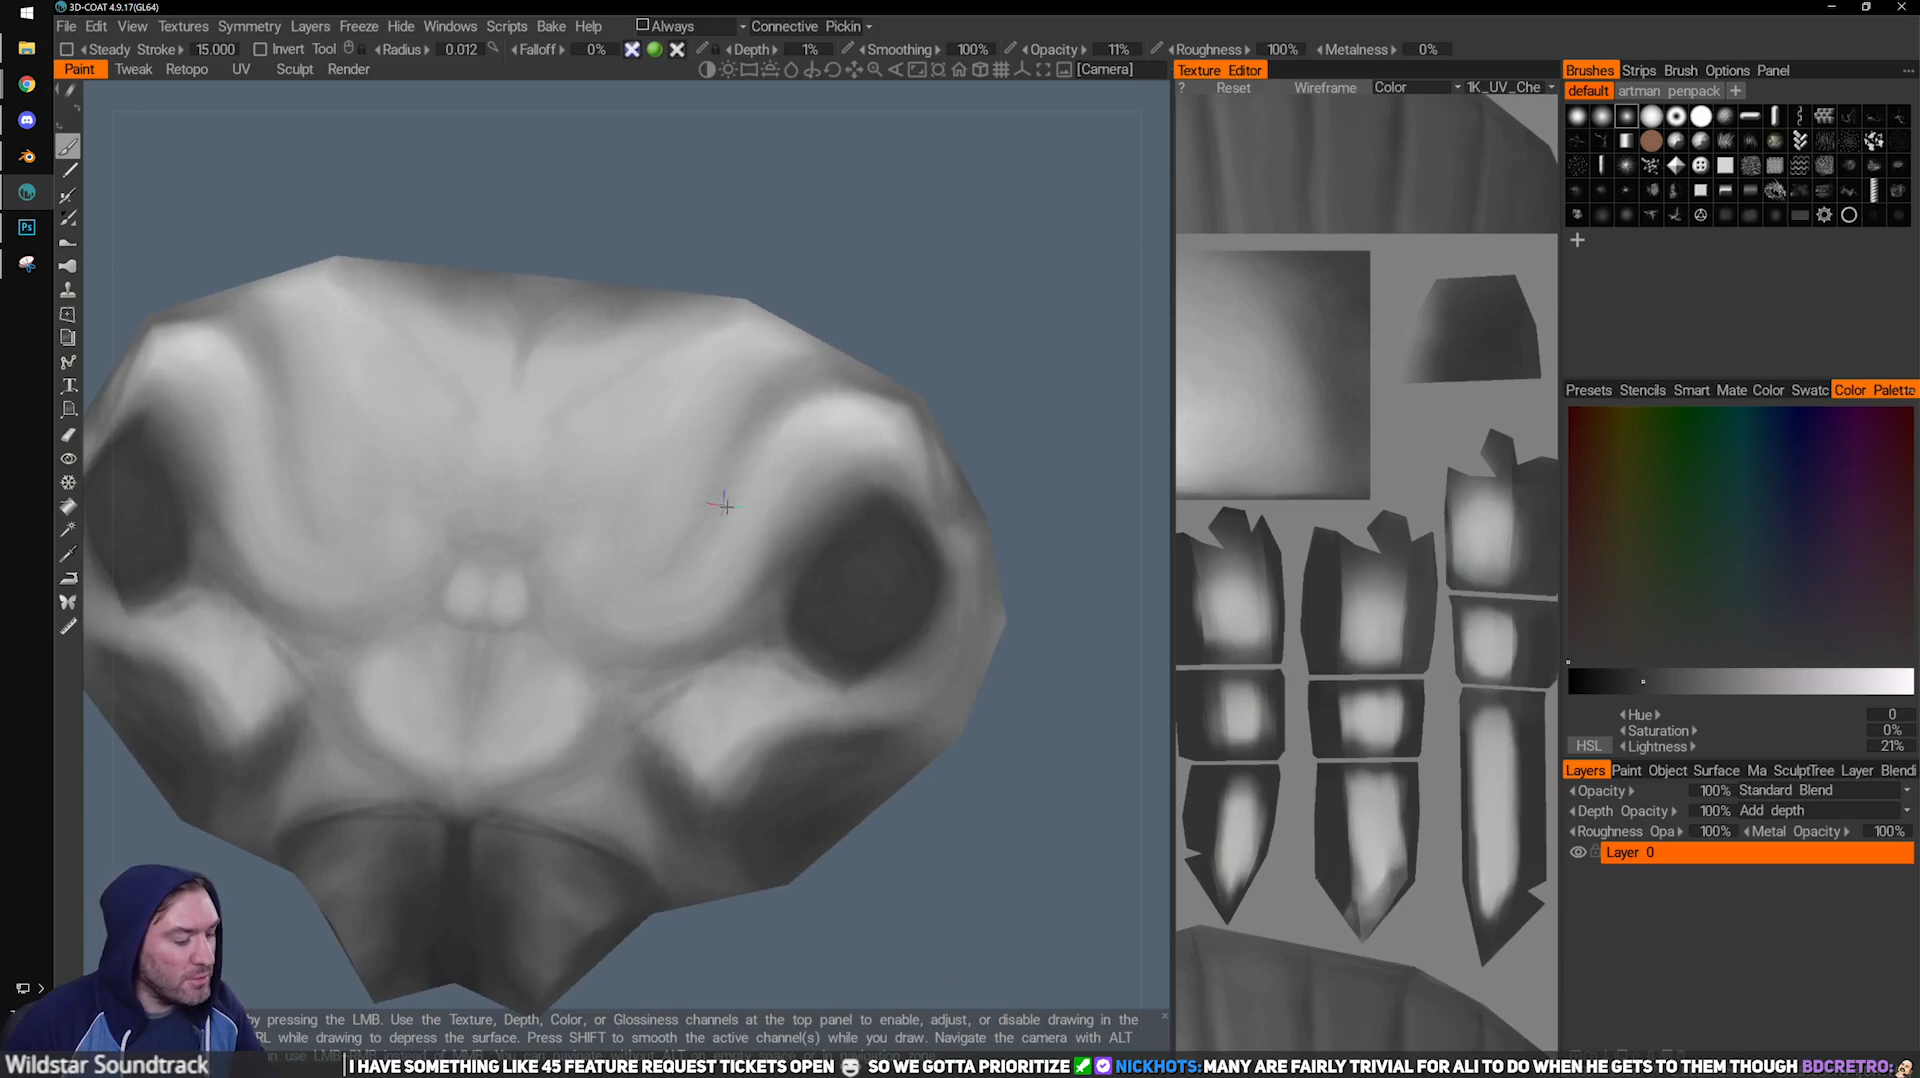 3D-COAT 4.9.17(GL64)
File Edit View Textures Symmetry Layers Freeze Hide Windows Scripts Bake Help Always Connective Pickin
Steady Stroke 15.000 Invert Tool Radius 0.012 Falloff 0% Depth 1% Smoothing 100% Opacity 11% Roughness 100% Metalness 0%
Paint Tweak Retopo UV Sculpt Render [Camera] Texture Editor Brushes Strips Brush Options Panel
? Reset Wireframe Color 1K_UV_Che default artman penpack +
Presets Stencils Smart Mate Color Swatc Color Palette
Hue 0
Saturation 0%
HSL Lightness 21%
Layers Paint Object Surface Ma SculptTree Layer Blendi
Opacity 100% Standard Blend
Depth Opacity 100% Add depth
Roughness Opa 100% Metal Opacity 100%
Layer 0
by pressing the LMB. Use the Texture, Depth, Color, or Glossiness channels at the top panel to enable, adjust, or disable drawing in the
RL while drawing to depress the surface. Press SHIFT to smooth the active channel(s) while you draw. Navigate the camera with ALT
Wildstar Soundtrack
I HAVE SOMETHING LIKE 45 FEATURE REQUEST TICKETS OPEN SO WE GOTTA PRIORITIZE NICKHOTS: MANY ARE FAIRLY TRIVIAL FOR ALI TO DO WHEN HE GETS TO THEM THOUGH BDCRETRO: